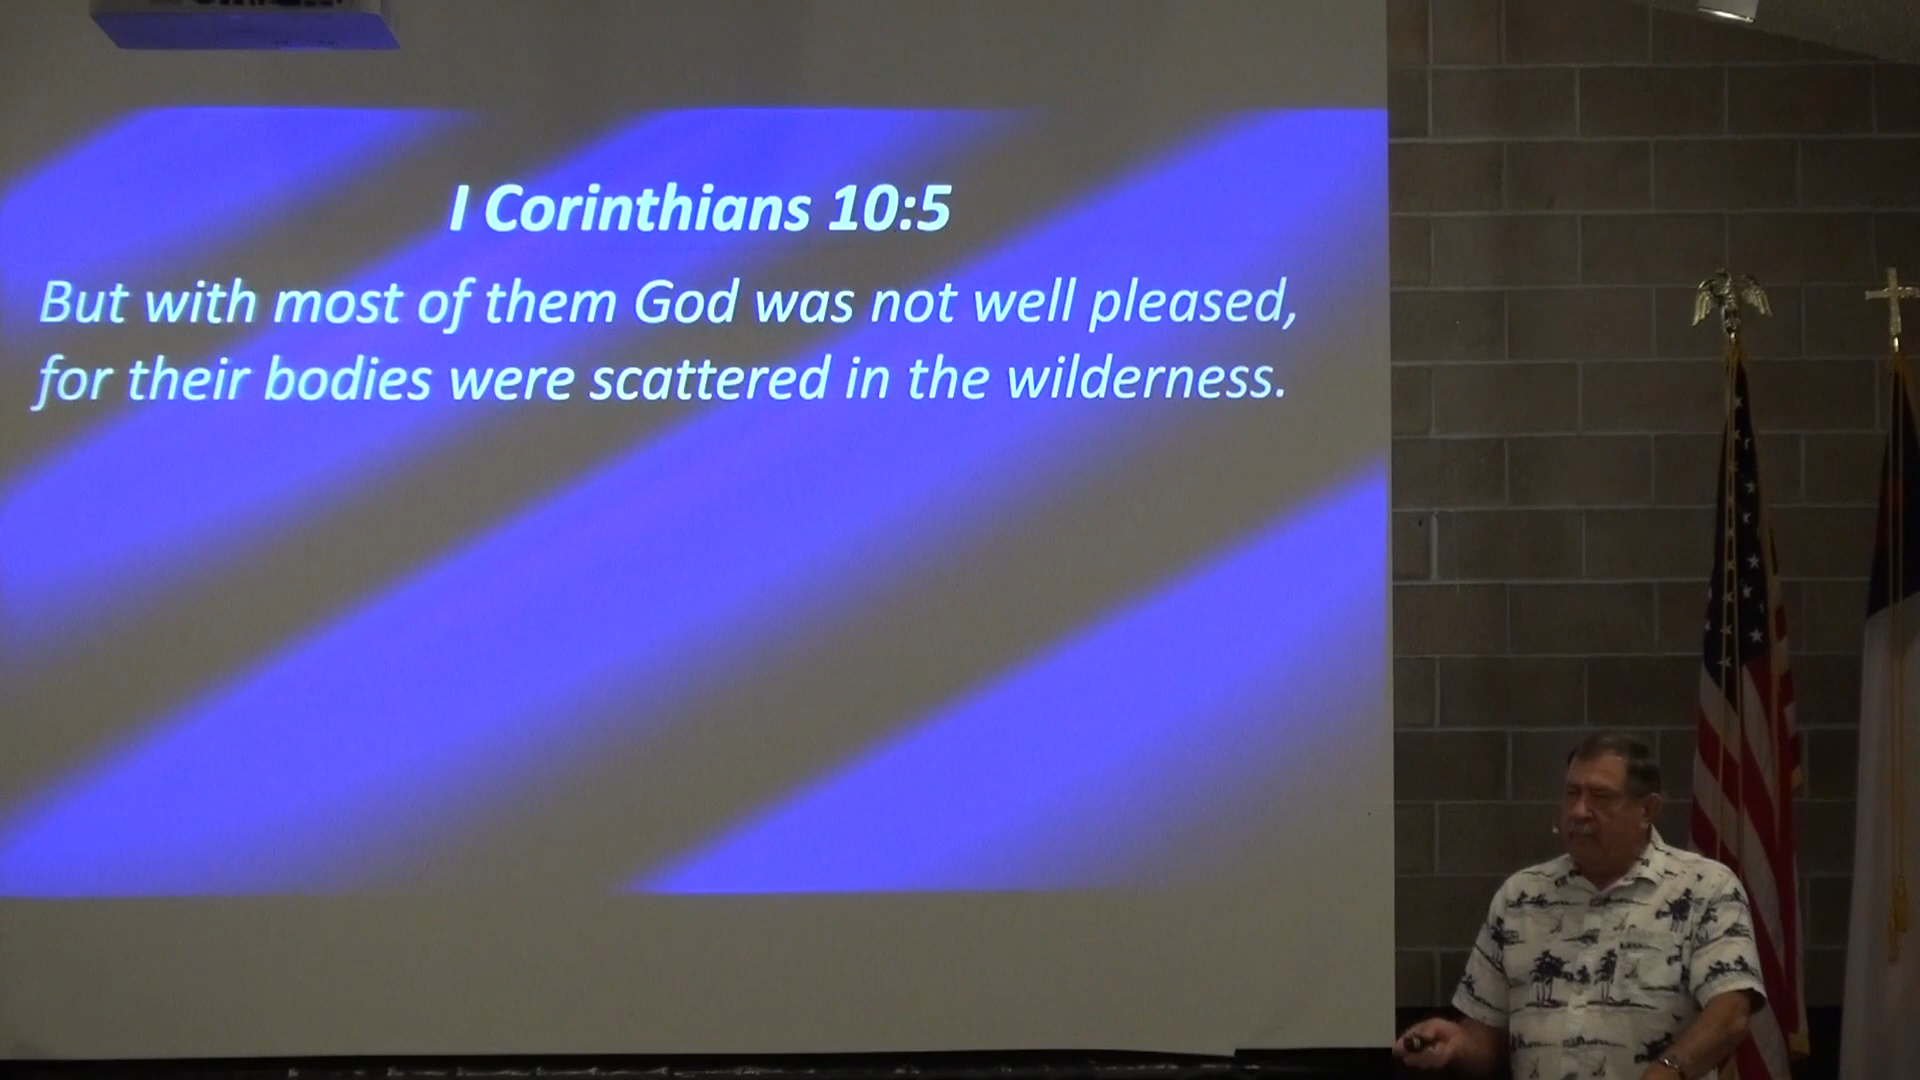 I Corinthians 10:5
But with most of them God was not well pleased,
for their bodies were scattered in the wilderness.